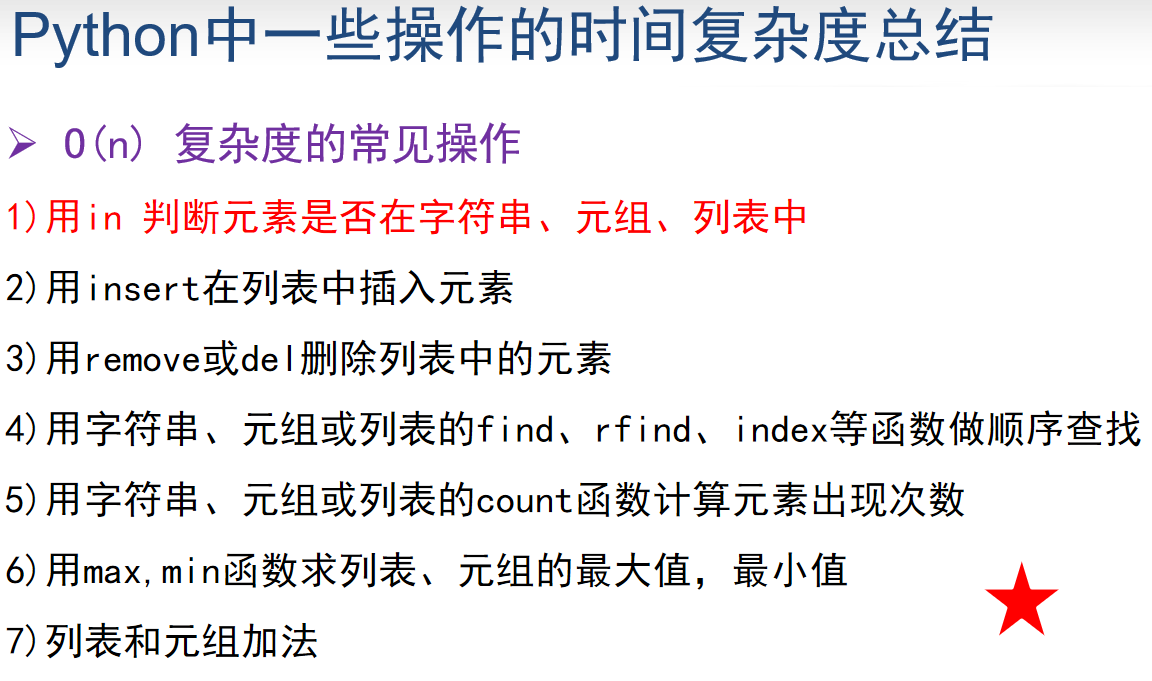 Python中一些操作的时间复杂度总结
➢ O(n) 复杂度的常见操作
1)用in 判断元素是否在字符串、元组、列表中
2)用insert在列表中插入元素
3)用remove或del删除列表中的元素
4)用字符串、元组或列表的find、rfind、index等函数做顺序查找
5)用字符串、元组或列表的count函数计算元素出现次数
6)用max,min函数求列表、元组的最大值，最小值
7)列表和元组加法